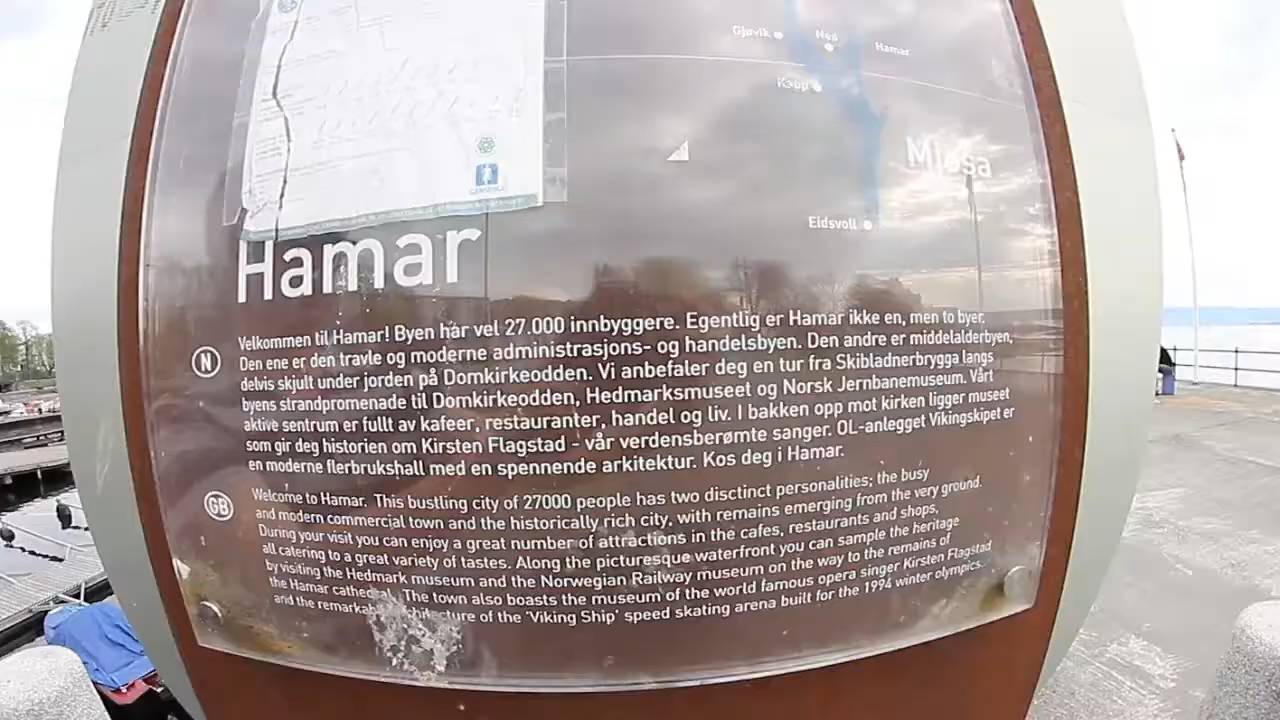 Gjøvik
Nes
Hamar
Kapp
Mjøsa
Eidsvoll
Hamar
N
Velkommen til Hamar! Byen har vel 27.000 innbyggere. Egentlig er Hamar ikke en, men to byer.
Den ene er den travle og moderne administrasjons- og handelsbyen. Den andre er middelalderbyen,
delvis skjult under jorden på Domkirkeodden. Vi anbefaler deg en tur fra Skibladnerbrygga langs
byens strandpromenade til Domkirkeodden, Hedmarksmuseet og Norsk Jernbanemuseum. Vårt
aktive sentrum er fullt av kafeer, restauranter, handel og liv. I bakken opp mot kirken ligger museet
som gir deg historien om Kirsten Flagstad - vår verdensberømte sanger. OL-anlegget Vikingskipet er
en moderne flerbrukshall med en spennende arkitektur. Kos deg i Hamar.
GB
Welcome to Hamar. This bustling city of 27000 people has two disctinct personalities; the busy
and modern commercial town and the historically rich city, with remains emerging from the very ground.
During your visit you can enjoy a great number of attractions in the cafes, restaurants and shops,
all catering to a great variety of tastes. Along the picturesque waterfront you can sample the heritage
by visiting the Hedmark museum and the Norwegian Railway museum on the way to the remains of
the Hamar cathedral. The town also boasts the museum of the world famous opera singer Kirsten Flagstad
and the remarkable architecture of the 'Viking Ship' speed skating arena built for the 1994 winter olympics.